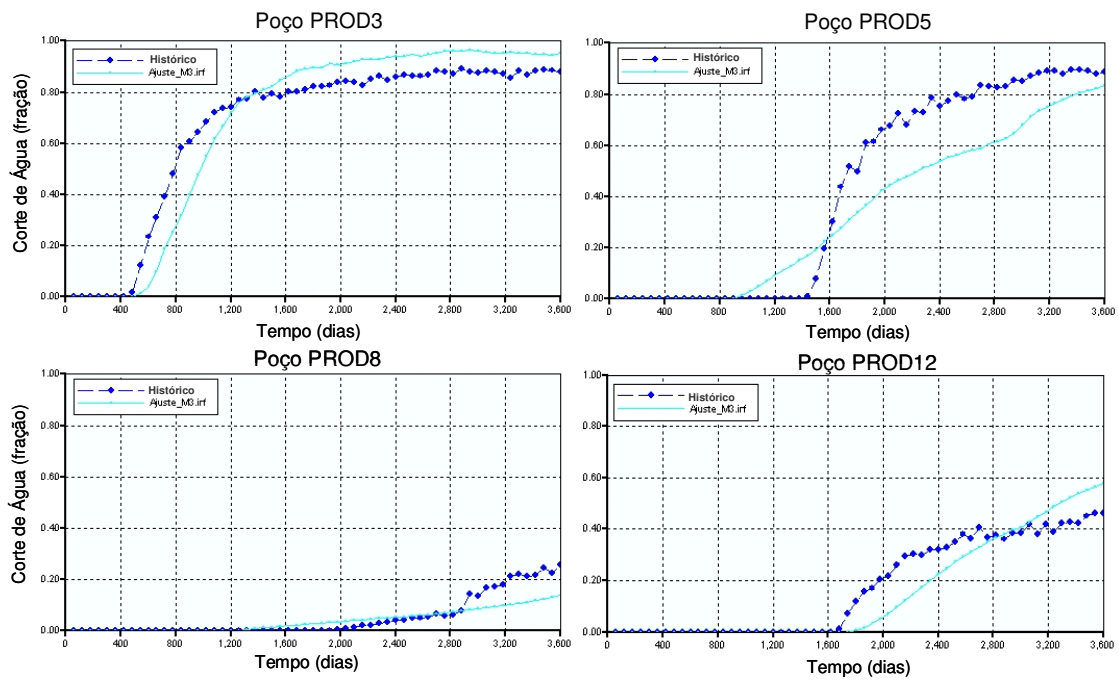 Poço PROD3
Histórico
Ajuste_M3.irf
Corte de Água (fração)
1.00
0.80
0.60
0.40
0.20
0.00
0 400 800 1,200 1,600 2,000 2,400 2,800 3,200 3,600
Tempo (dias)
Poço PROD5
Histórico
Ajuste_M3.irf
1.00
0.80
0.60
0.40
0.20
0.00
0 400 800 1,200 1,600 2,000 2,400 2,800 3,200 3,600
Tempo (dias)
Poço PROD8
Histórico
Ajuste_M3.irf
Corte de Água (fração)
1.00
0.80
0.60
0.40
0.20
0.00
0 400 800 1,200 1,600 2,000 2,400 2,800 3,200 3,600
Tempo (dias)
Poço PROD12
Histórico
Ajuste_M3.irf
1.00
0.80
0.60
0.40
0.20
0.00
0 400 800 1,200 1,600 2,000 2,400 2,800 3,200 3,600
Tempo (dias)